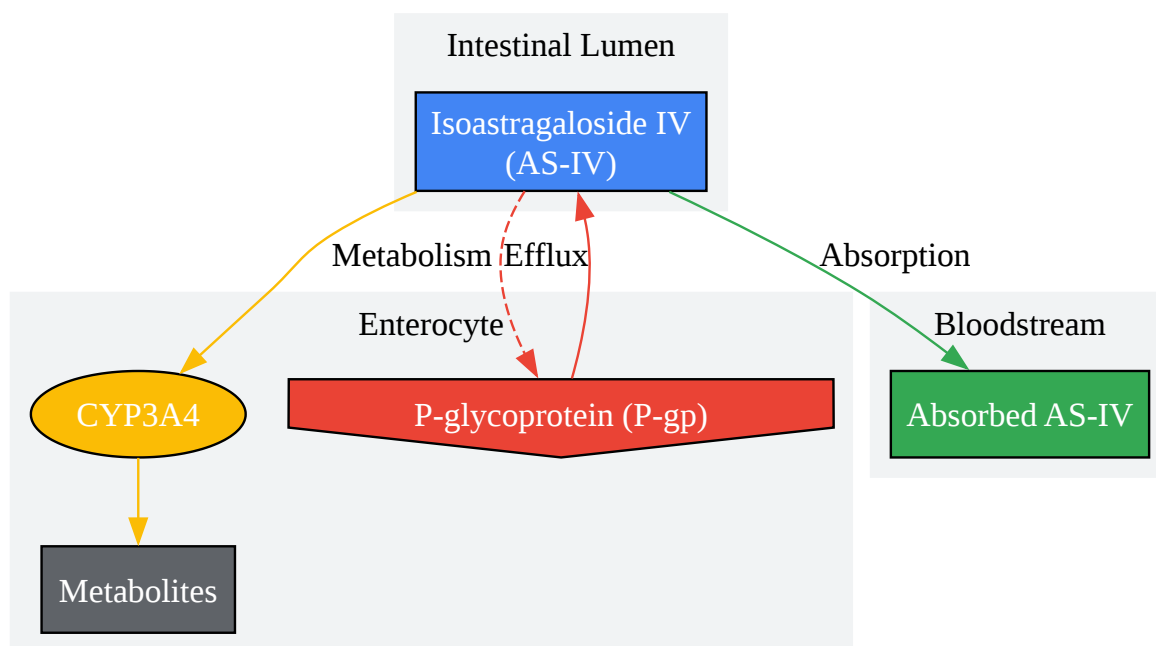 Intestinal Lumen
Isoastragaloside IV
(AS-IV)
Metabolism
Efflux
Absorption
Enterocyte
Bloodstream
CYP3A4
P-glycoprotein (P-gp)
Absorbed AS-IV
Metabolites